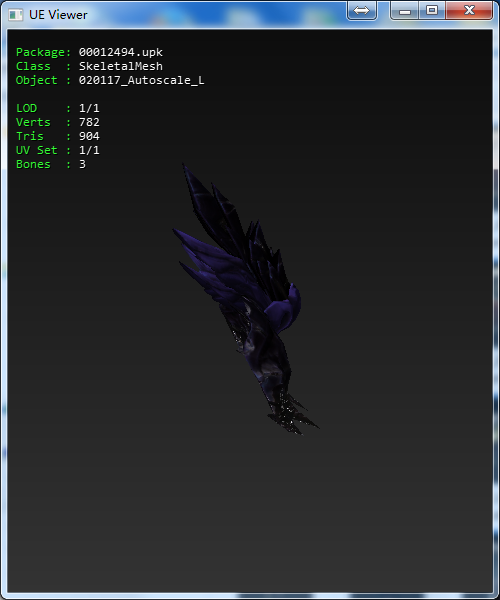 UE Viewer
Package: 00012494.upk
Class : SkeletalMesh
Object : 020117_Autoscale_L
LOD : 1/1
Verts : 782
Tris : 904
UV Set : 1/1
Bones : 3